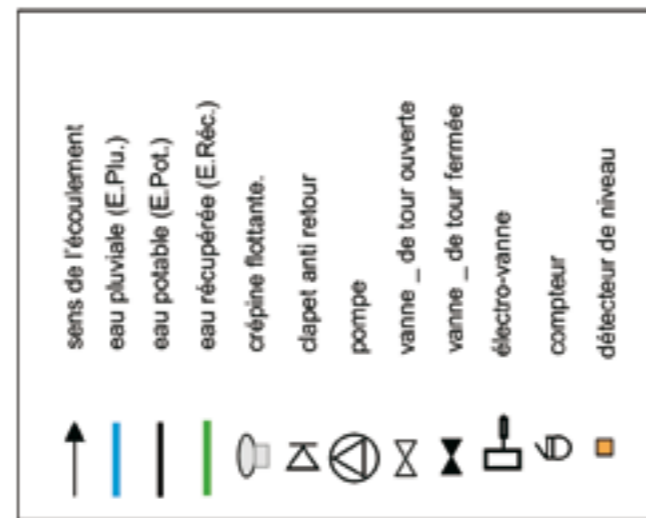 sens de l'écoulement
eau pluviale (E.Plu.)
eau potable (E.Pot.)
eau récupérée (E.Réc.)
crépine flottante.
clapet anti retour
pompe
vanne _ de tour ouverte
vanne _ de tour fermée
électro-vanne
compteur
détecteur de niveau